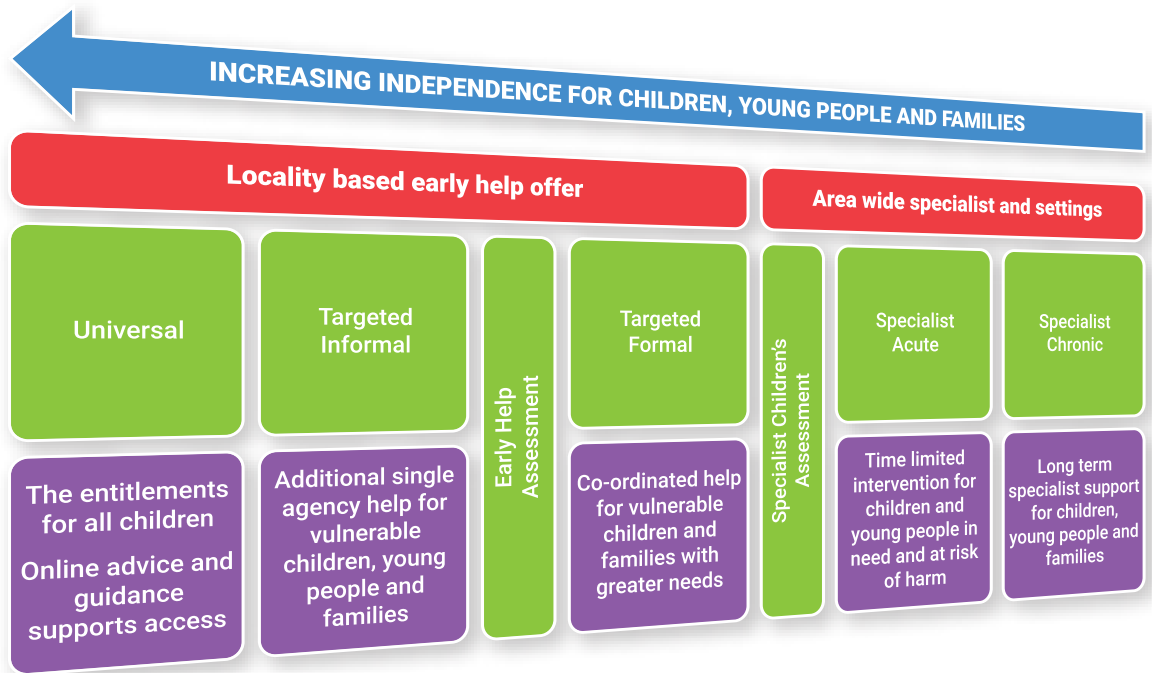 INCREASING INDEPENDENCE FOR CHILDREN, YOUNG PEOPLE AND FAMILIES
Locality based early help offer
Area wide specialist and settings
Universal
Targeted
Informal
Early Help
Assessment
Targeted
Formal
Specialist Children's
Assessment
Specialist
Acute
Specialist
Chronic
The entitlements
for all children
Online advice and
guidance
supports access
Additional single
agency help for
vulnerable
children, young
people and
families
Co-ordinated help
for vulnerable
children and
families with
greater needs
Time limited
intervention for
children and
young people in
need and at risk
of harm
Long term
specialist support
for children,
young people and
families